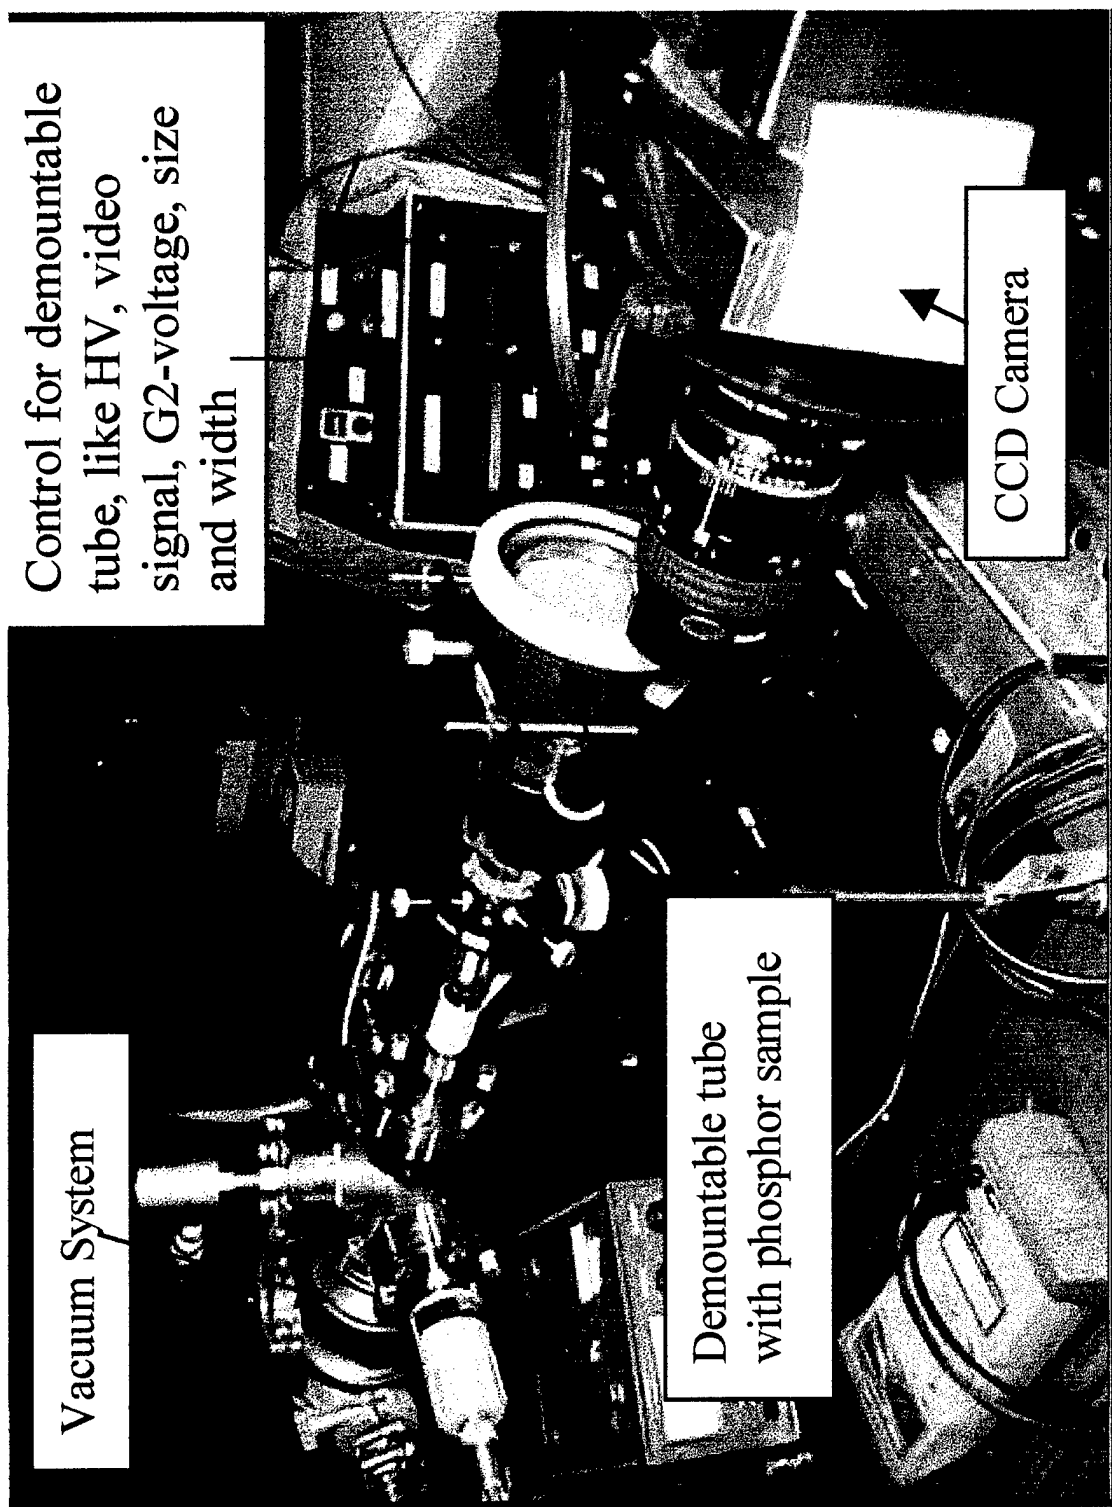 Vacuum System
Control for demountable
tube, like HV, video
signal, G2-voltage, size
and width
Demountable tube
with phosphor sample
CCD Camera